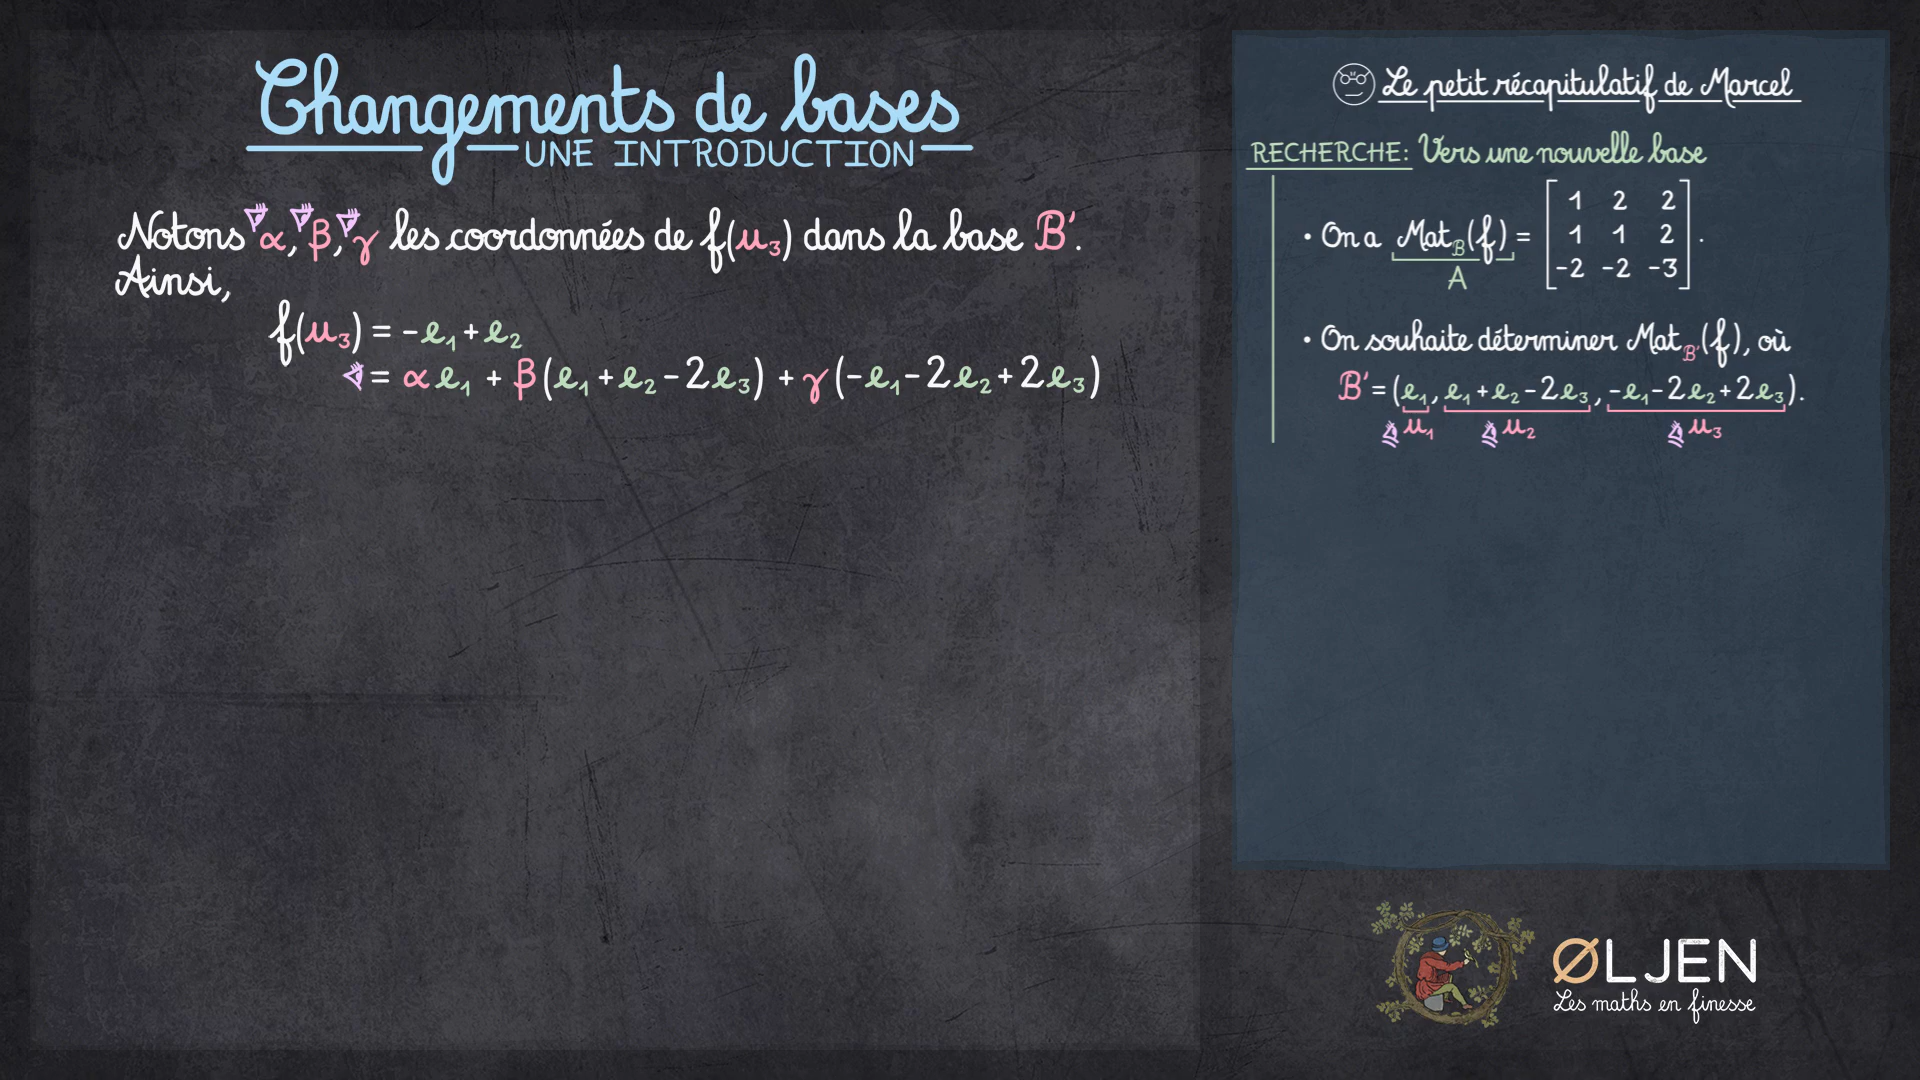 Changements de bases
UNE INTRODUCTION
Notons α, β, γ les coordonnées de f(u₃) dans la base B'.
Ainsi,
f(u₃) = -e₁ + e₂
= α e₁ + β (e₁ + e₂ - 2e₃) + γ (-e₁ - 2e₂ + 2e₃)
Le petit récapitulatif de Marcel
RECHERCHE: Vers une nouvelle base
• On a Mat_B(f) = [1 2 2
1 1 2
-2 -2 -3].
A
• On souhaite déterminer Mat_B'(f), où
B' = (e₁, e₁ + e₂ - 2e₃, -e₁ - 2e₂ + 2e₃).
u₁ u₂ u₃
ØLJEN
Les maths en finesse